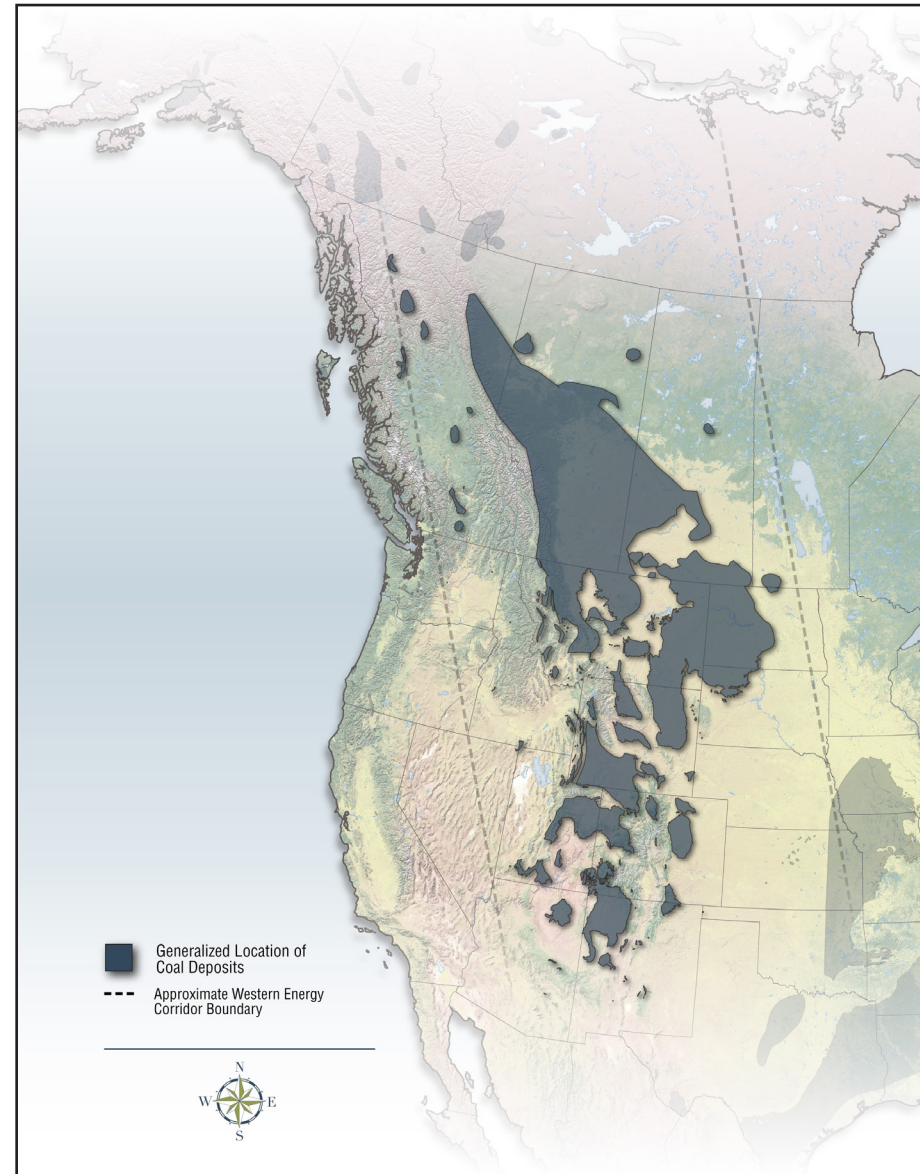 Generalized Location of
Coal Deposits
Approximate Western Energy
Corridor Boundary
N
W E
S